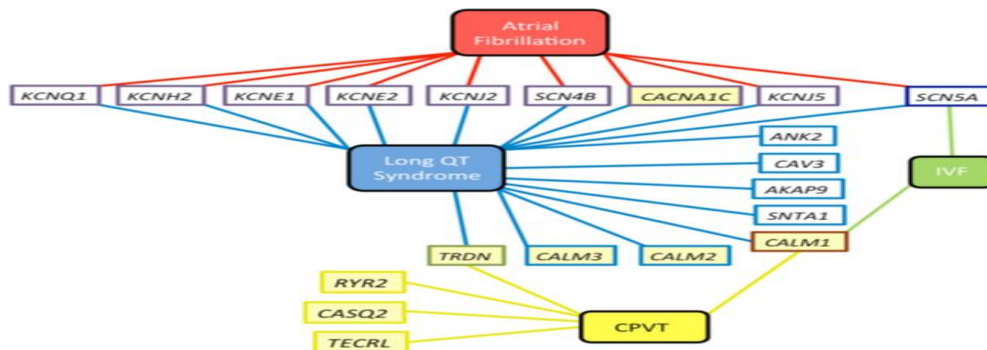 Atrial
Fibrillation
KCNQ1 KCNH2 KCNE1 KCNE2 KCNJ2 SCN4B CACNA1C KCNJ5 SCN5A
ANK2
Long QT
Syndrome
CAV3
IVF
AKAP9
SNTA1
CALM1
TRDN CALM3 CALM2
RYR2
CASQ2
CPVT
TECRL